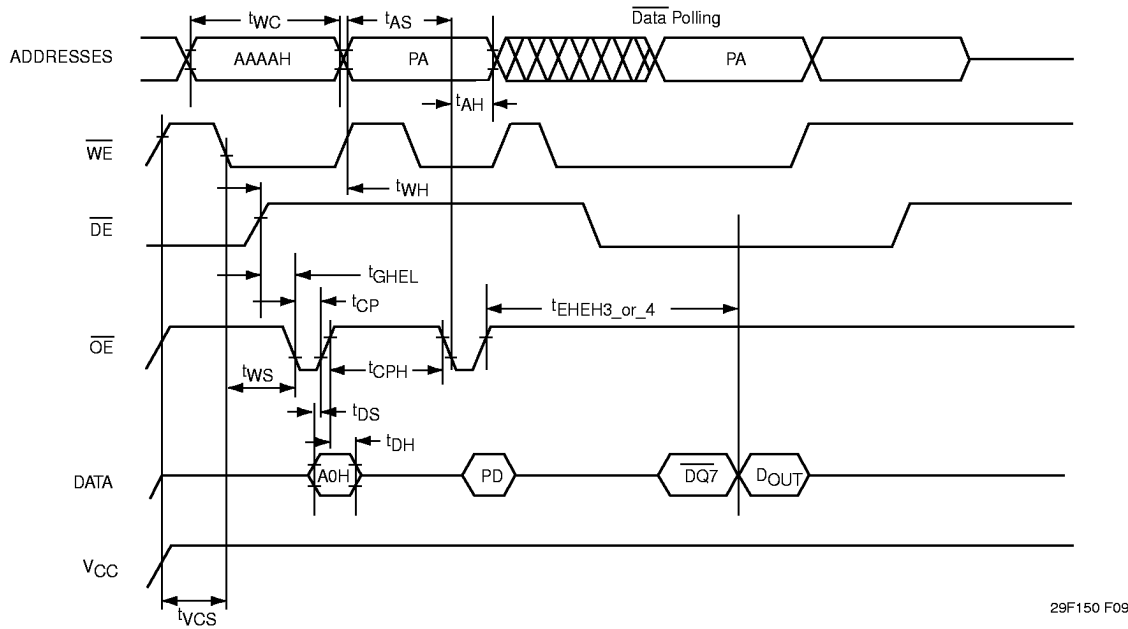 Data Polling
tWC
tAS
ADDRESSES
AAAAH
PA
PA
tAH
WE
tWH
DE
tGHEL
tCP
tEHEH3_or_4
OE
tWS
tCPH
tDS
tDH
DATA
A0H
PD
DQ7
DOUT
VCC
tVCS
29F150 F09